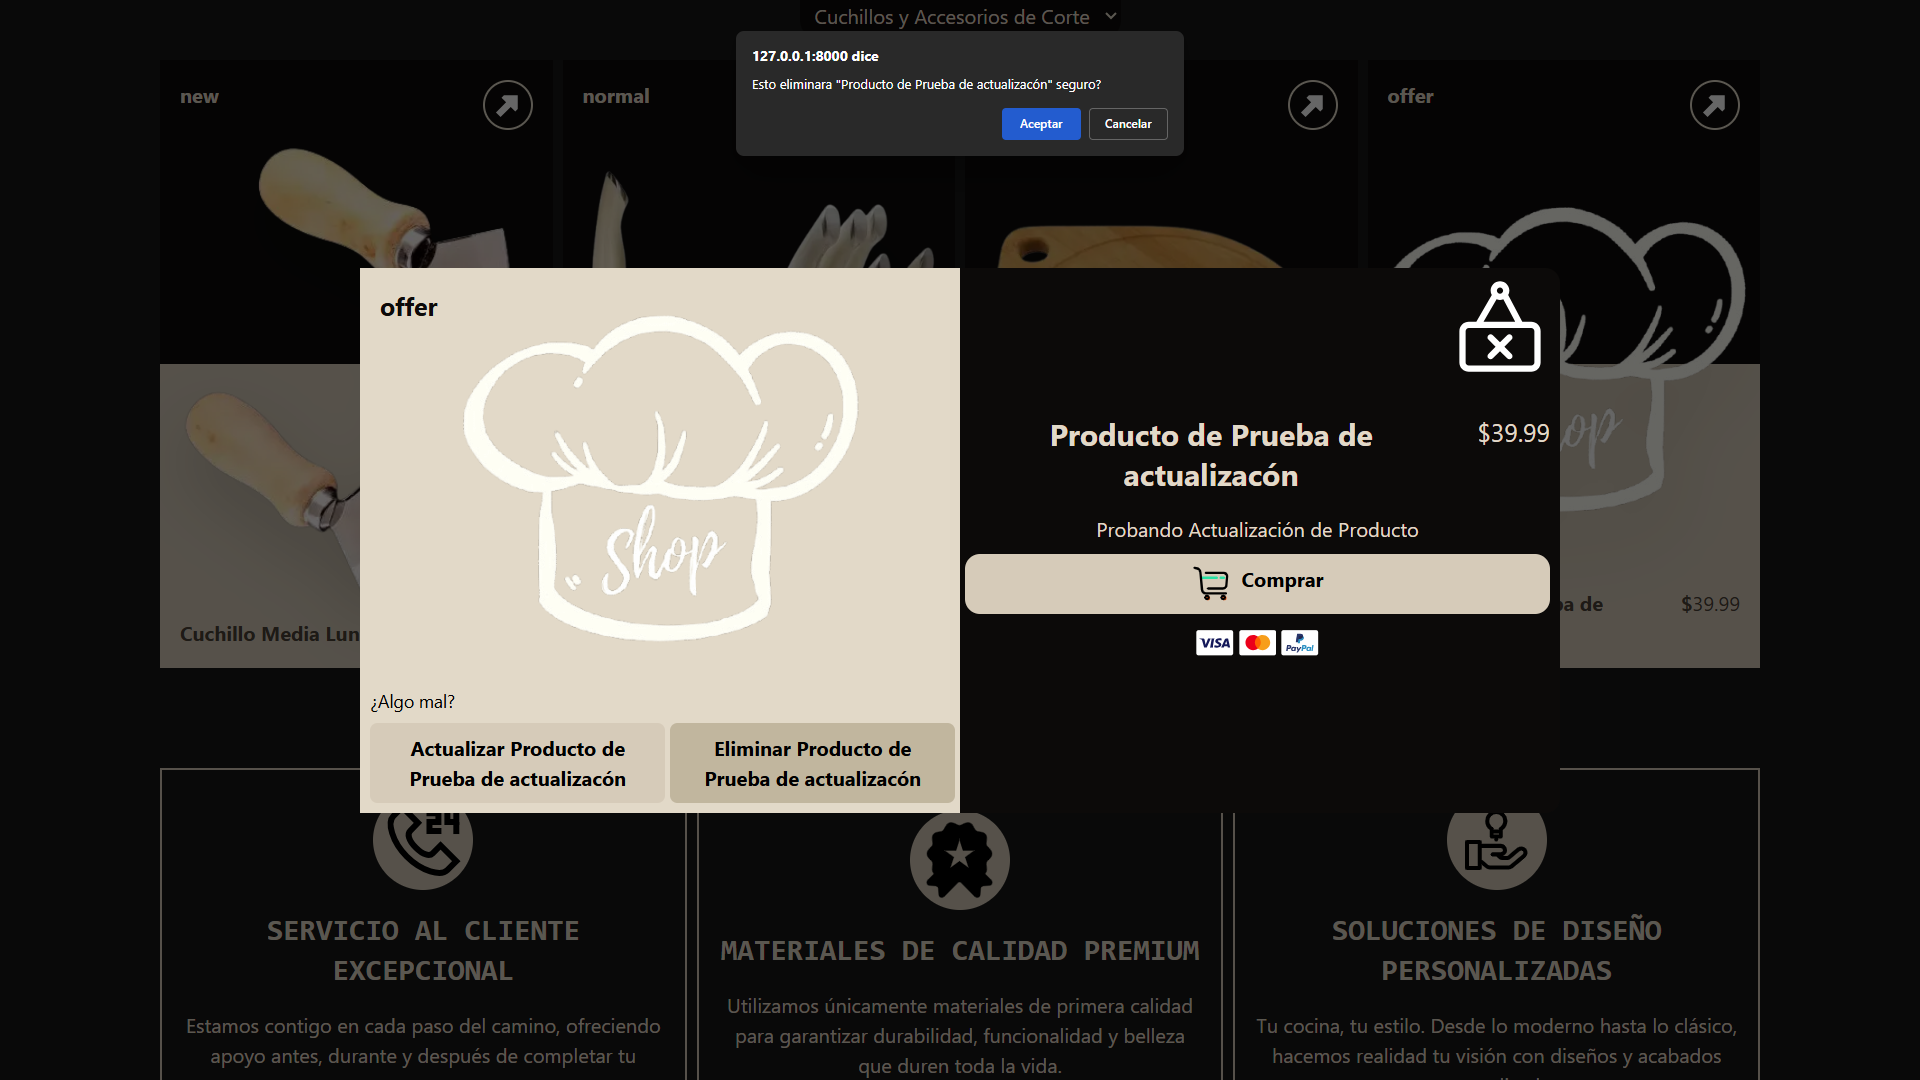 Cuchillos y Accesorios de Corte
127.0.0.1:8000 dice
Esto eliminara "Producto de Prueba de actualizacón" seguro?
Aceptar
Cancelar
new
normal
offer
offer
Shop
¿Algo mal?
Actualizar Producto de
Prueba de actualizacón
Eliminar Producto de
Prueba de actualizacón
Producto de Prueba de
actualizacón
$39.99
Probando Actualización de Producto
Comprar
VISA
PayPal
Cuchillo Media Lun
de
$39.99
24
SERVICIO AL CLIENTE
EXCEPCIONAL
Estamos contigo en cada paso del camino, ofreciendo
apoyo antes, durante y después de completar tu
MATERIALES DE CALIDAD PREMIUM
Utilizamos únicamente materiales de primera calidad
para garantizar durabilidad, funcionalidad y belleza
que duren toda la vida.
SOLUCIONES DE DISEÑO
PERSONALIZADAS
Tu cocina, tu estilo. Desde lo moderno hasta lo clásico,
hacemos realidad tu visión con diseños y acabados